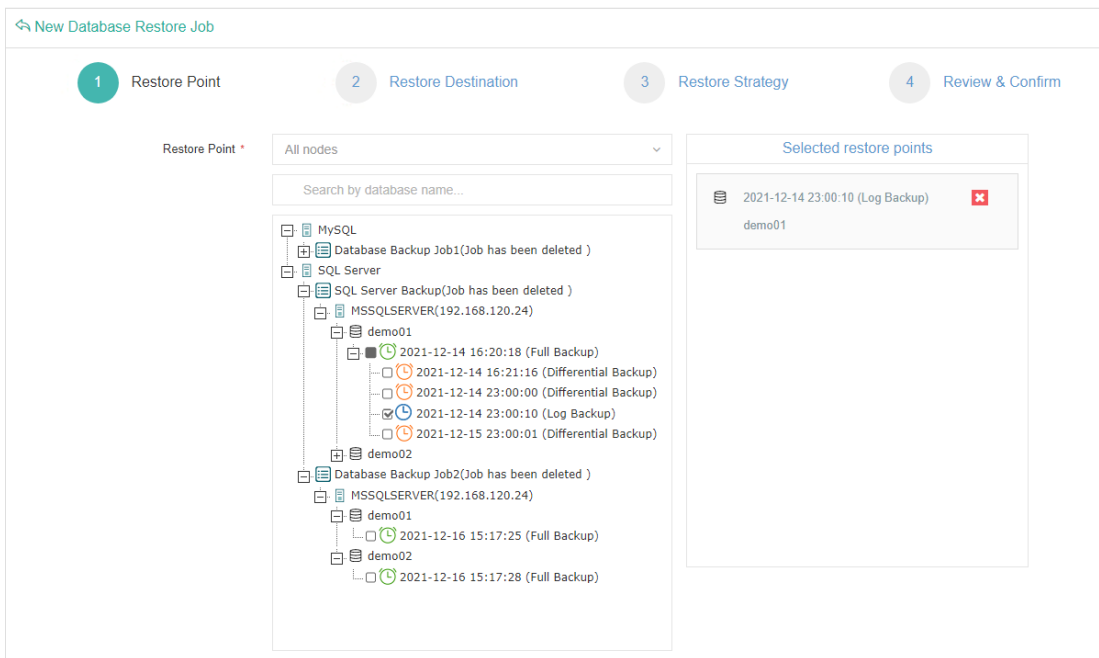 New Database Restore Job
1 Restore Point 2 Restore Destination 3 Restore Strategy 4 Review & Confirm
Restore Point * All nodes
Search by database name...
MySQL
Database Backup Job1(Job has been deleted )
SQL Server
SQL Server Backup(Job has been deleted )
MSSQLSERVER(192.168.120.24)
demo01
2021-12-14 16:20:18 (Full Backup)
2021-12-14 16:21:16 (Differential Backup)
2021-12-14 23:00:00 (Differential Backup)
2021-12-14 23:00:10 (Log Backup)
2021-12-15 23:00:01 (Differential Backup)
demo02
Database Backup Job2(Job has been deleted )
MSSQLSERVER(192.168.120.24)
demo01
2021-12-16 15:17:25 (Full Backup)
demo02
2021-12-16 15:17:28 (Full Backup)
Selected restore points
2021-12-14 23:00:10 (Log Backup)
demo01